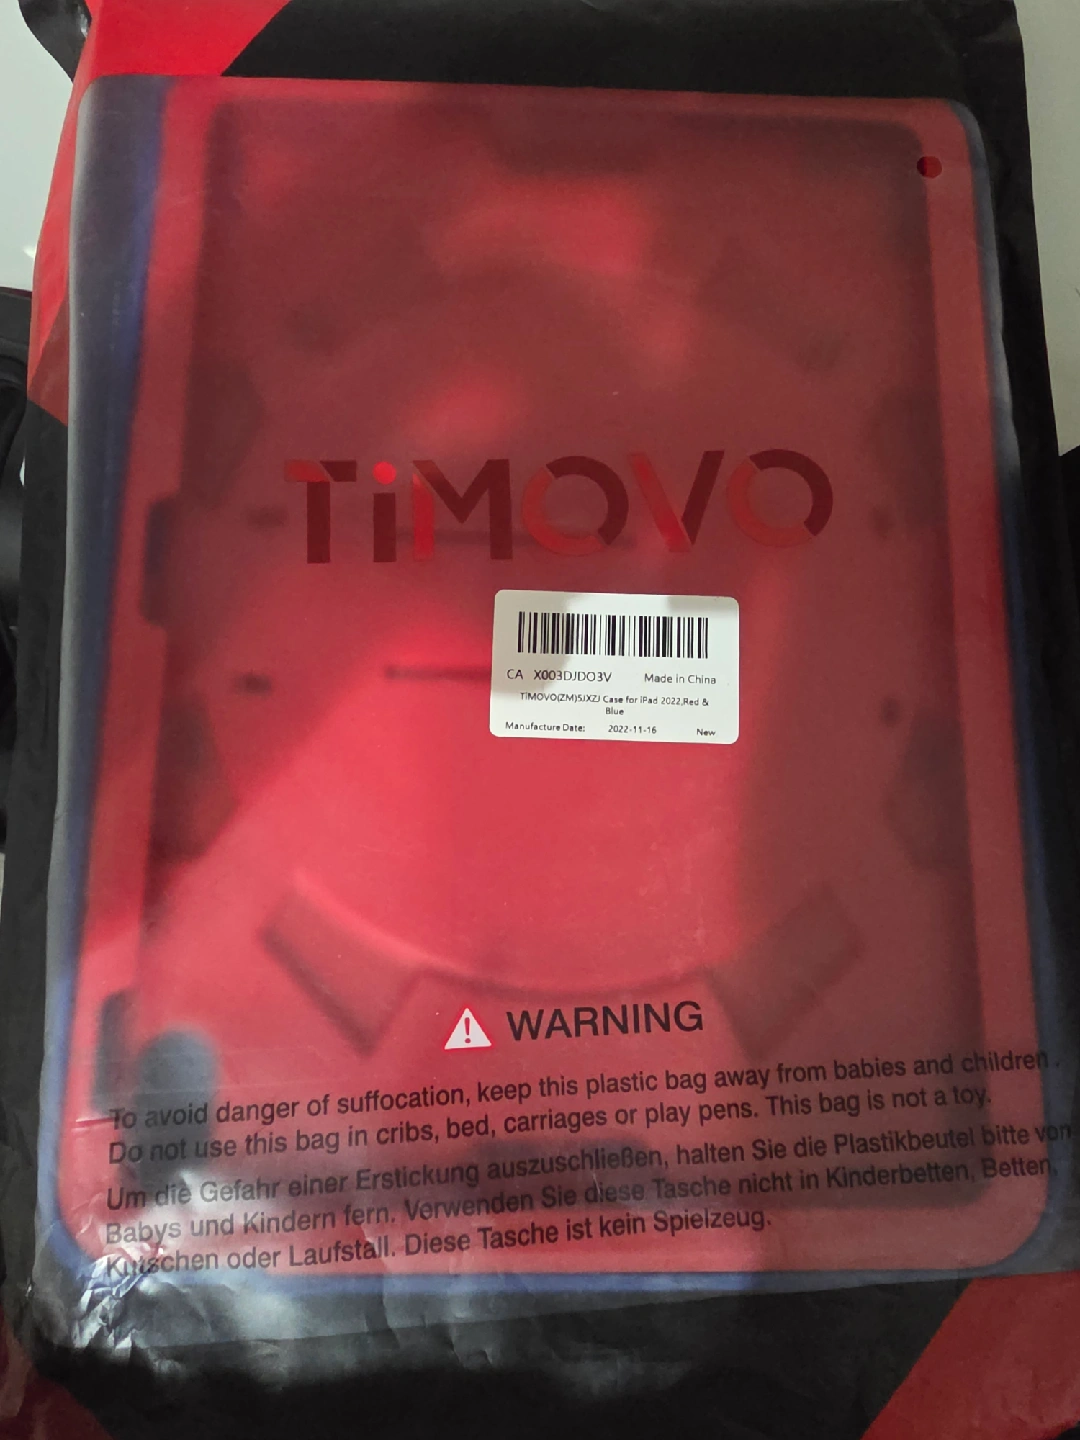 TiMOVO
CA X003DJDO3V Made in China
TIMOVO(ZM)SJXZJ Case for iPad 2022,Red &
Blue
Manufacture Date: 2022-11-16 New
WARNING
To avoid danger of suffocation, keep this plastic bag away from babies and children.
Do not use this bag in cribs, bed, carriages or play pens. This bag is not a toy.
Um die Gefahr einer Erstickung auszuschließen, halten Sie die Plastikbeutel bitte von
Babys und Kindern fern. Verwenden Sie diese Tasche nicht in Kinderbetten, Betten,
Kutschen oder Laufstall. Diese Tasche ist kein Spielzeug.